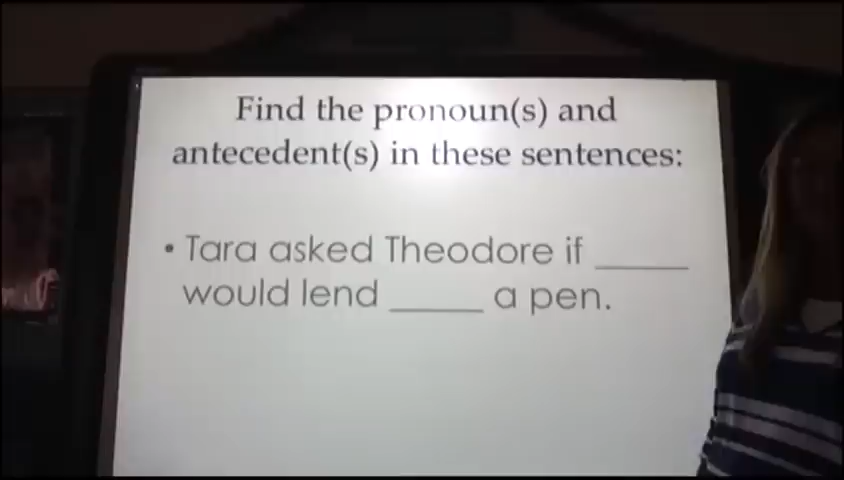 Find the pronoun(s) and
antecedent(s) in these sentences:
• Tara asked Theodore if _____
would lend _____ a pen.